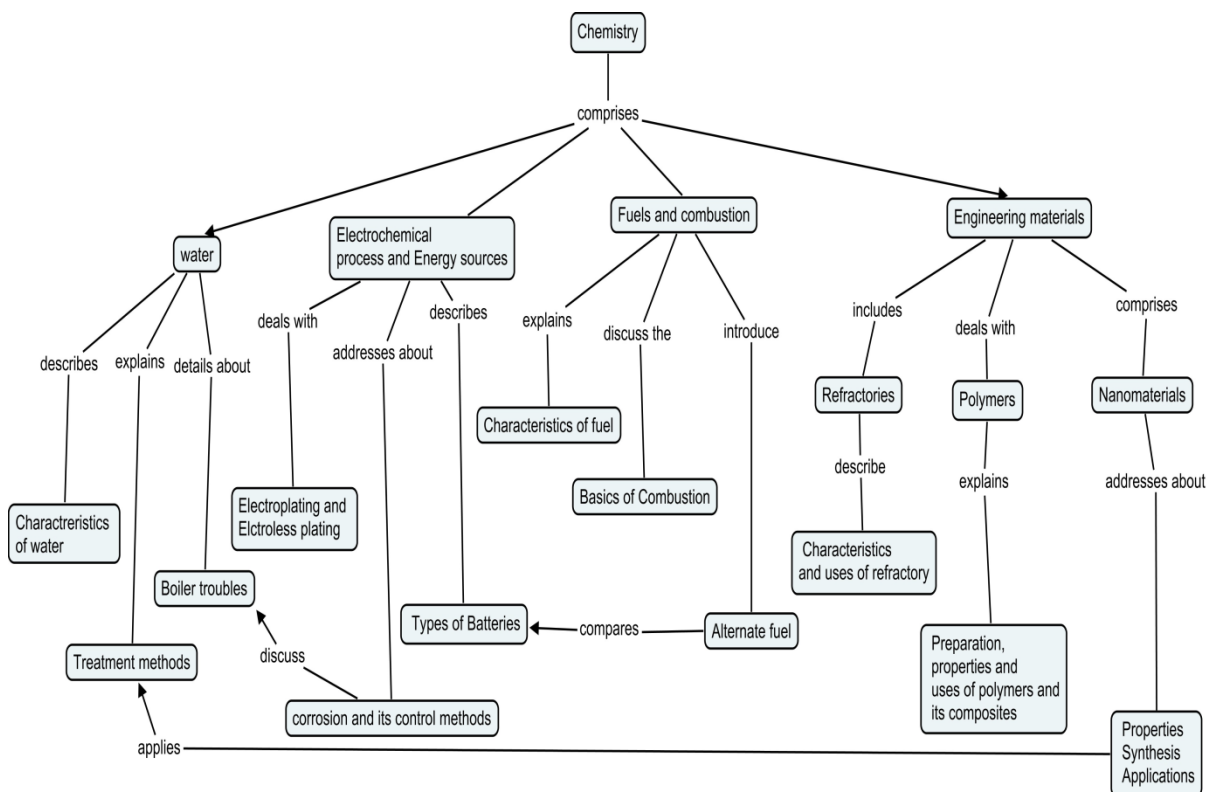 Chemistry
comprises
water
Electrochemical
process and Energy sources
Fuels and combustion
Engineering materials
describes
explains
details about
deals with
addresses about
describes
explains
discuss the
introduce
includes
deals with
comprises
Refractories
Polymers
Nanomaterials
Characteristics of fuel
describe
explains
addresses about
Charactreristics
of water
Electroplating and
Elctroless plating
Basics of Combustion
Characteristics
and uses of refractory
Boiler troubles
Types of Batteries
compares
Alternate fuel
Treatment methods
discuss
Preparation,
properties and
uses of polymers and
its composites
corrosion and its control methods
applies
Properties
Synthesis
Applications